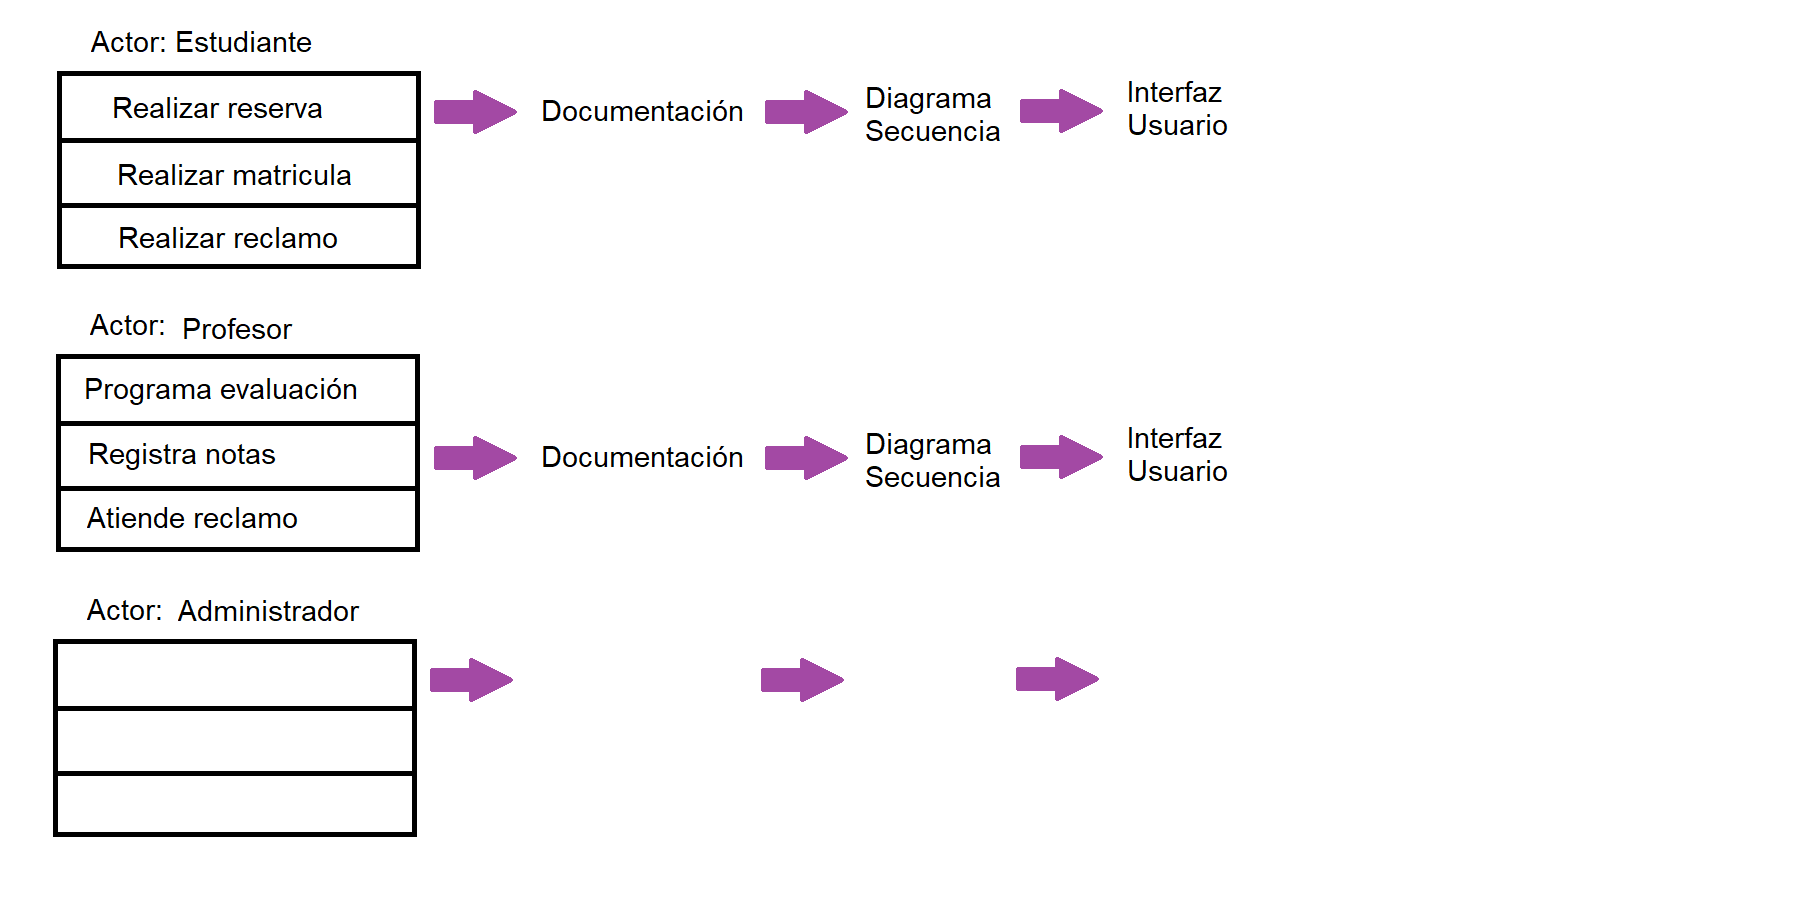 Actor: Estudiante
Realizar reserva
Documentación
Diagrama
Secuencia
Interfaz
Usuario
Realizar matricula
Realizar reclamo
Actor: Profesor
Programa evaluación
Registra notas
Documentación
Diagrama
Secuencia
Interfaz
Usuario
Atiende reclamo
Actor: Administrador